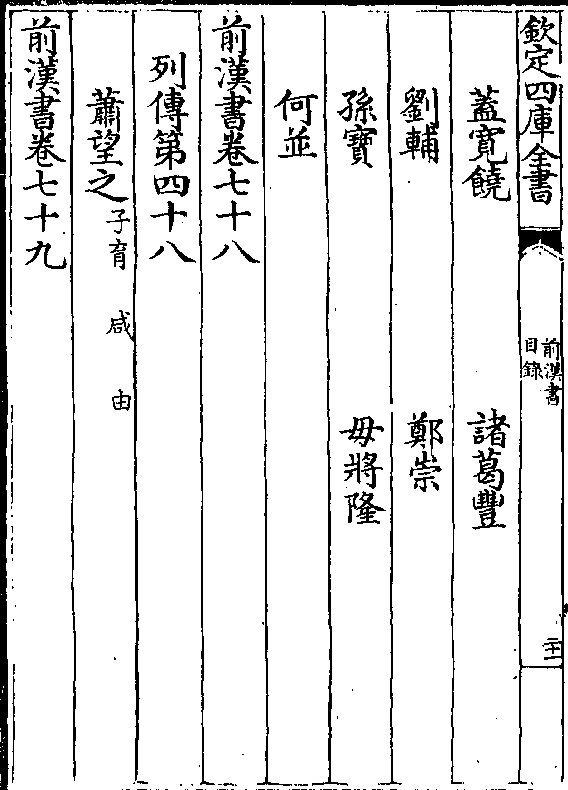 欽定四庫全書
前漢書
目錄
二十一
蓋寬饒 諸葛豐
劉輔 鄭崇
孫寶 毋將隆
何並
前漢書卷七十八
列傳第四十八
蕭望之 子育 咸 由
前漢書卷七十九